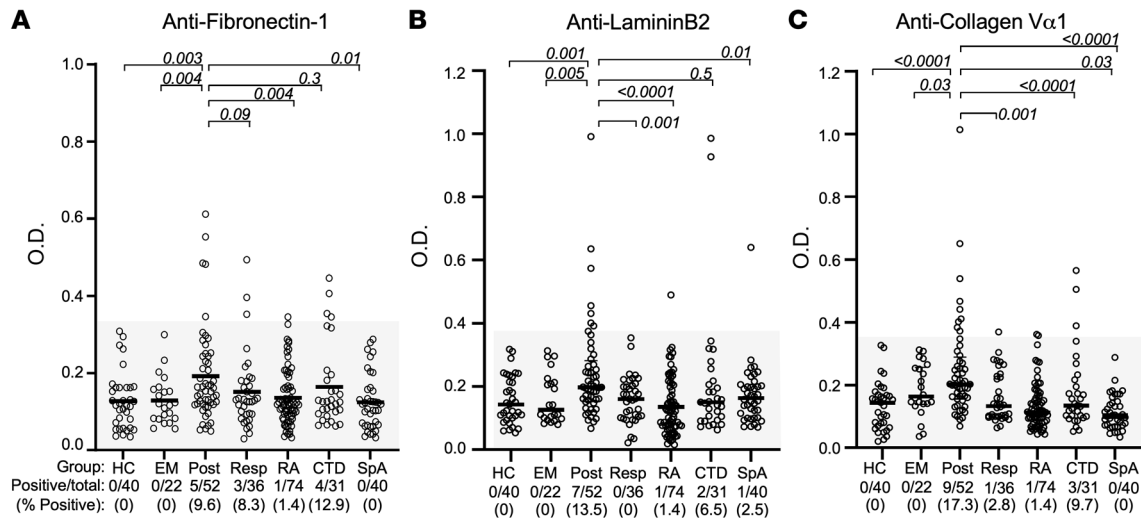 A Anti-Fibronectin-1
0.01
0.003
0.3
0.004
0.004
0.09
1.0
0.8
0.6
0.4
0.2
0.0
O.D.
Group: HC EM Post Resp RA CTD SpA
Positive/total: 0/40 0/22 5/52 3/36 1/74 4/31 0/40
(% Positive): (0) (0) (9.6) (8.3) (1.4) (12.9) (0)
B Anti-LamininB2
0.001 0.01
0.005 0.5
<0.0001
0.001
1.2
1.0
0.8
0.6
0.4
0.2
0.0
O.D.
HC EM Post Resp RA CTD SpA
0/40 0/22 7/52 0/36 1/74 2/31 1/40
(0) (0) (13.5) (0) (1.4) (6.5) (2.5)
C Anti-Collagen Vα1
<0.0001
<0.0001 0.03
0.03 <0.0001
0.001
1.2
1.0
0.8
0.6
0.4
0.2
0.0
O.D.
HC EM Post Resp RA CTD SpA
0/40 0/22 9/52 1/36 1/74 3/31 0/40
(0) (0) (17.3) (2.8) (1.4) (9.7) (0)